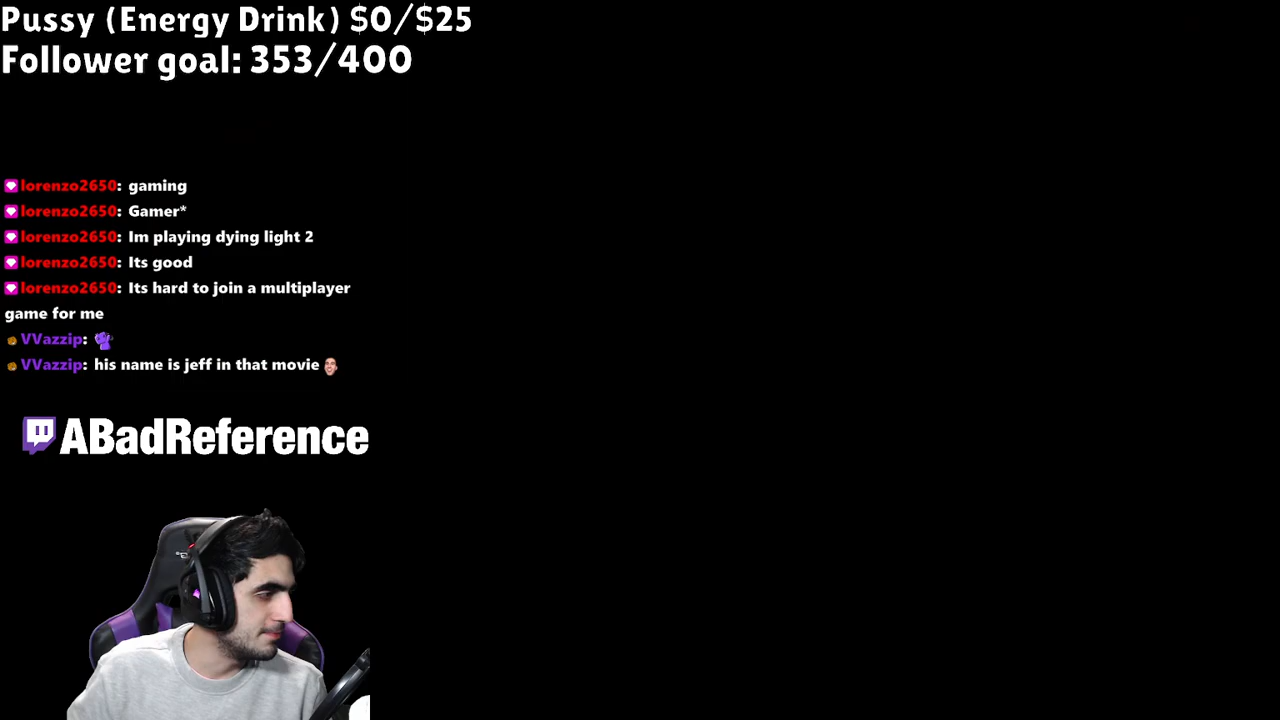 Pussy (Energy Drink) $0/$25
Follower goal: 353/400
lorenzo2650: gaming
lorenzo2650: Gamer*
lorenzo2650: Im playing dying light 2
lorenzo2650: Its good
lorenzo2650: Its hard to join a multiplayer
game for me
VVazzip:
VVazzip: his name is jeff in that movie
ABadReference